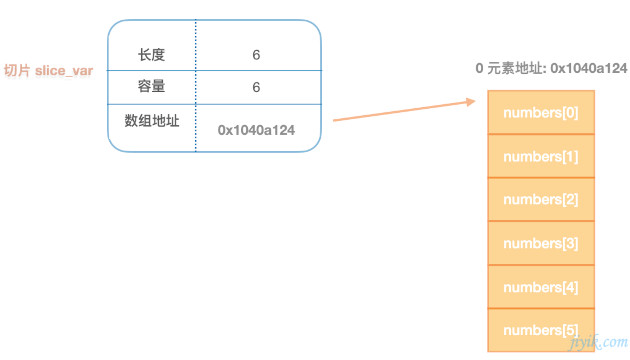 切片 slice_var
长度 6
容量 6
数组地址 0x1040a124
0 元素地址: 0x1040a124
numbers[0]
numbers[1]
numbers[2]
numbers[3]
numbers[4]
numbers[5]
jiyik.com